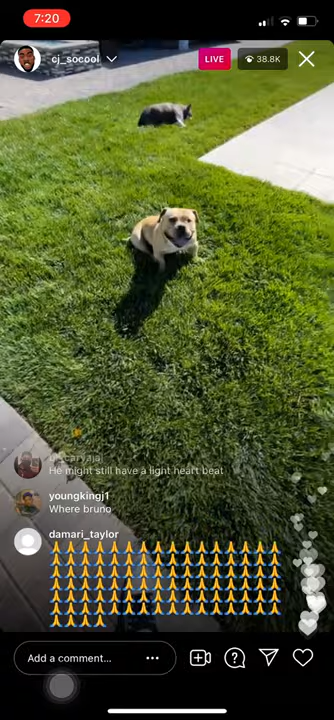 7:20
cj_socool
LIVE
38.8K
He might still have a light heart beat
youngkingj1
Where bruno
damari_taylor
🙏🙏🙏🙏🙏🙏🙏🙏🙏🙏🙏🙏🙏🙏🙏🙏
🙏🙏🙏🙏🙏🙏🙏🙏🙏🙏🙏🙏🙏🙏🙏🙏
🙏🙏🙏🙏🙏🙏🙏🙏🙏🙏🙏🙏🙏🙏🙏🙏
🙏🙏🙏🙏🙏🙏🙏🙏🙏🙏🙏🙏🙏🙏🙏🙏
🙏🙏🙏🙏🙏🙏🙏🙏🙏🙏🙏🙏🙏🙏🙏🙏
🙏🙏🙏🙏🙏🙏🙏🙏🙏🙏🙏🙏🙏🙏🙏🙏
🙏🙏🙏🙏
Add a comment...